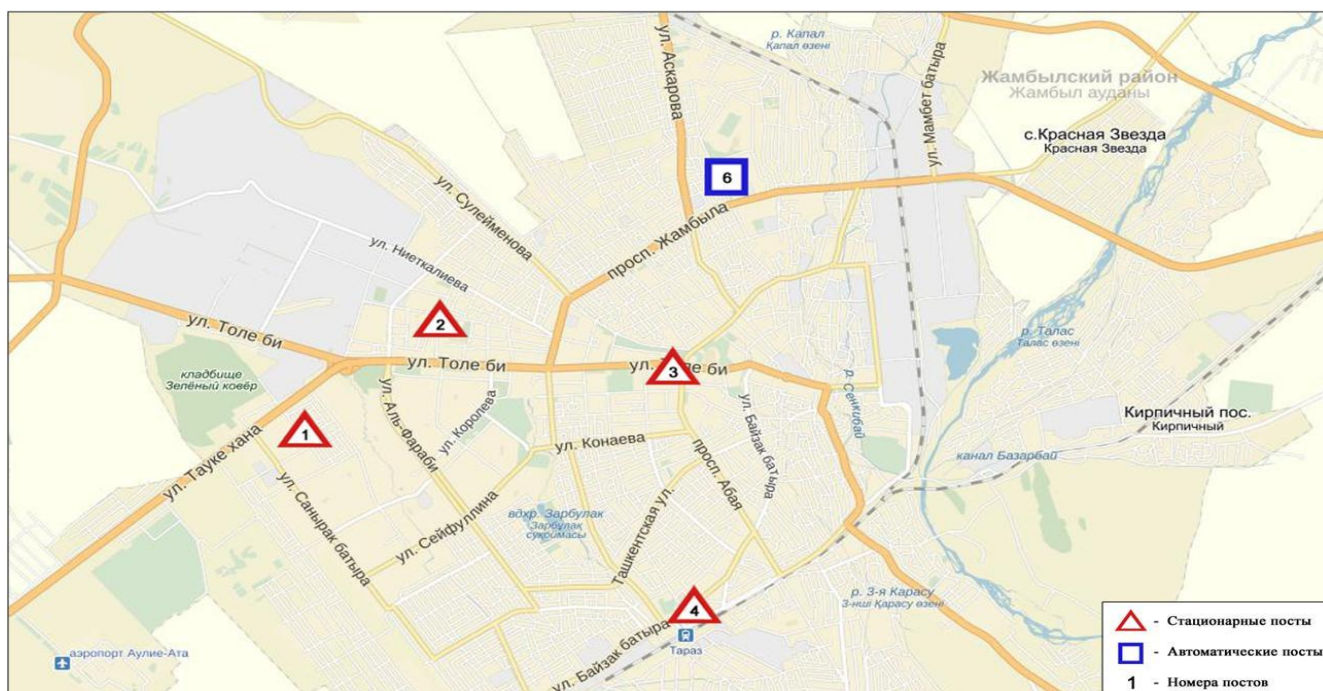 р. Капал
Қапал өзені
ул. Аскарова
ул. Мамбет батыра
Жамбылский район
Жамбыл ауданы
с.Красная Звезда
Красная Звезда
6
ул. Сулейменова
просп. Жамбыла
ул. Ниеткалиева
2
ул. Толе би
ул. Толе би
ул. Толе би
3
р. Талас
Талас өзені
кладбище
Зелёный ковёр
ул. Аль-Фараби
ул. Королева
р. Сенкибай
ул. Байзак батыра
Кирпичный пос.
Кирпичный
1
ул. Тауке хана
ул. Конаева
просп. Абая
канал Базарбай
ул. Санырак батыра
ул. Сейфуллина
вдхр. Зарбулак
Зарбулақ
суқоймасы
Ташкентская ул.
р. 3-я Карасу
3-нші Қарасу өзені
4
Тараз
ул. Байзак батыра
аэропорт Аулие-Ата
- Стационарные посты
- Автоматические посты
1 - Номера постов